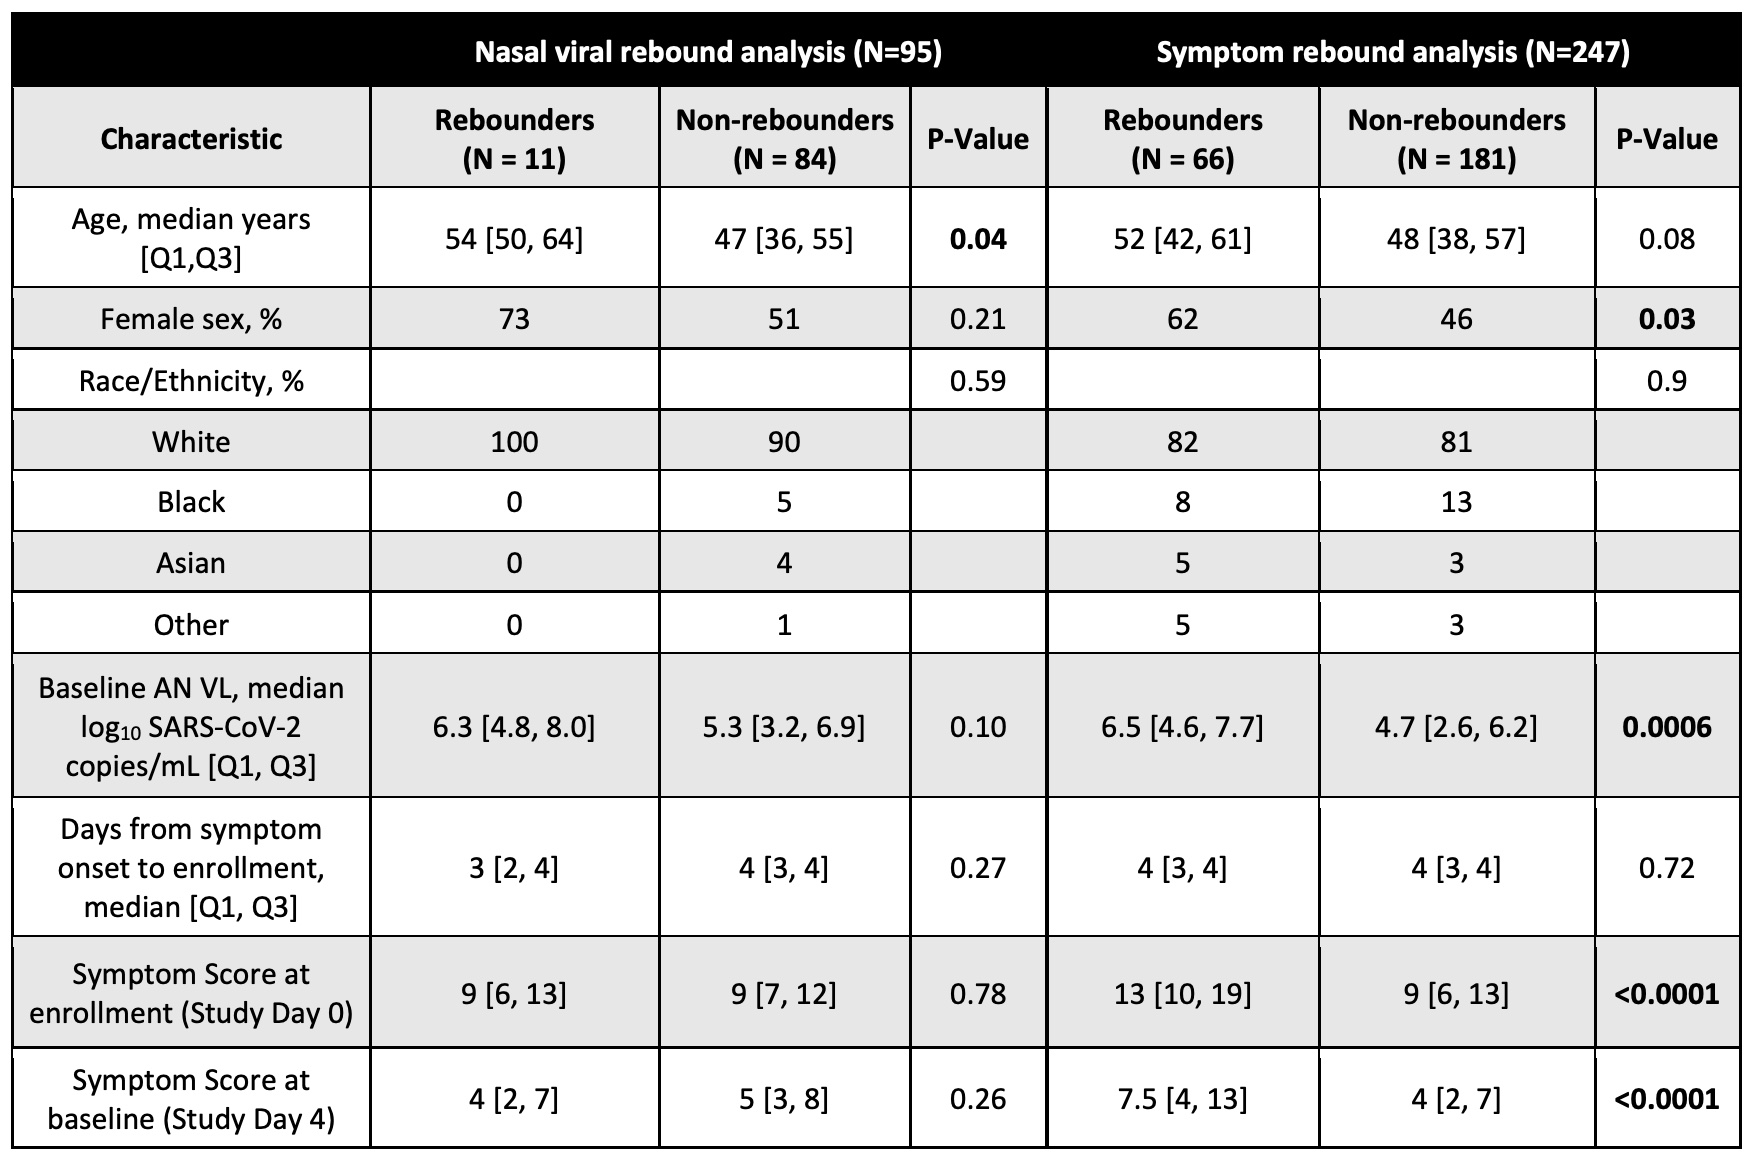 Nasal viral rebound analysis (N=95) Symptom rebound analysis (N=247)
Characteristic Rebounders (N = 11) Non-rebounders (N = 84) P-Value Rebounders (N = 66) Non-rebounders (N = 181) P-Value
Age, median years [Q1,Q3] 54 [50, 64] 47 [36, 55] 0.04 52 [42, 61] 48 [38, 57] 0.08
Female sex, % 73 51 0.21 62 46 0.03
Race/Ethnicity, % 0.59 0.9
White 100 90 82 81
Black 0 5 8 13
Asian 0 4 5 3
Other 0 1 5 3
Baseline AN VL, median log₁₀ SARS-CoV-2 copies/mL [Q1, Q3] 6.3 [4.8, 8.0] 5.3 [3.2, 6.9] 0.10 6.5 [4.6, 7.7] 4.7 [2.6, 6.2] 0.0006
Days from symptom onset to enrollment, median [Q1, Q3] 3 [2, 4] 4 [3, 4] 0.27 4 [3, 4] 4 [3, 4] 0.72
Symptom Score at enrollment (Study Day 0) 9 [6, 13] 9 [7, 12] 0.78 13 [10, 19] 9 [6, 13] <0.0001
Symptom Score at baseline (Study Day 4) 4 [2, 7] 5 [3, 8] 0.26 7.5 [4, 13] 4 [2, 7] <0.0001